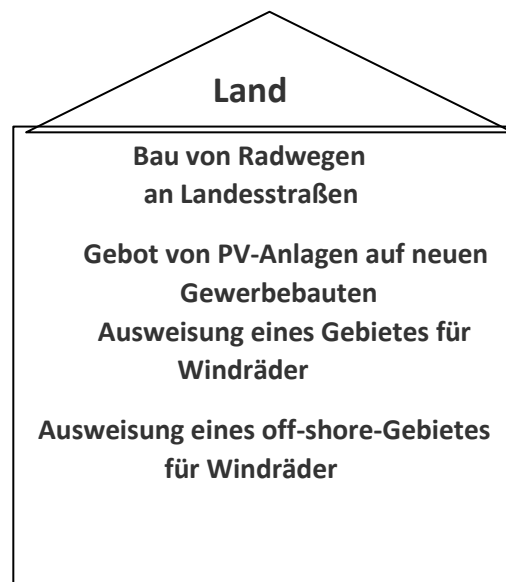 Land
Bau von Radwegen
an Landesstraßen
Gebot von PV-Anlagen auf neuen
Gewerbebauten
Ausweisung eines Gebietes für
Windräder
Ausweisung eines off-shore-Gebietes
für Windräder